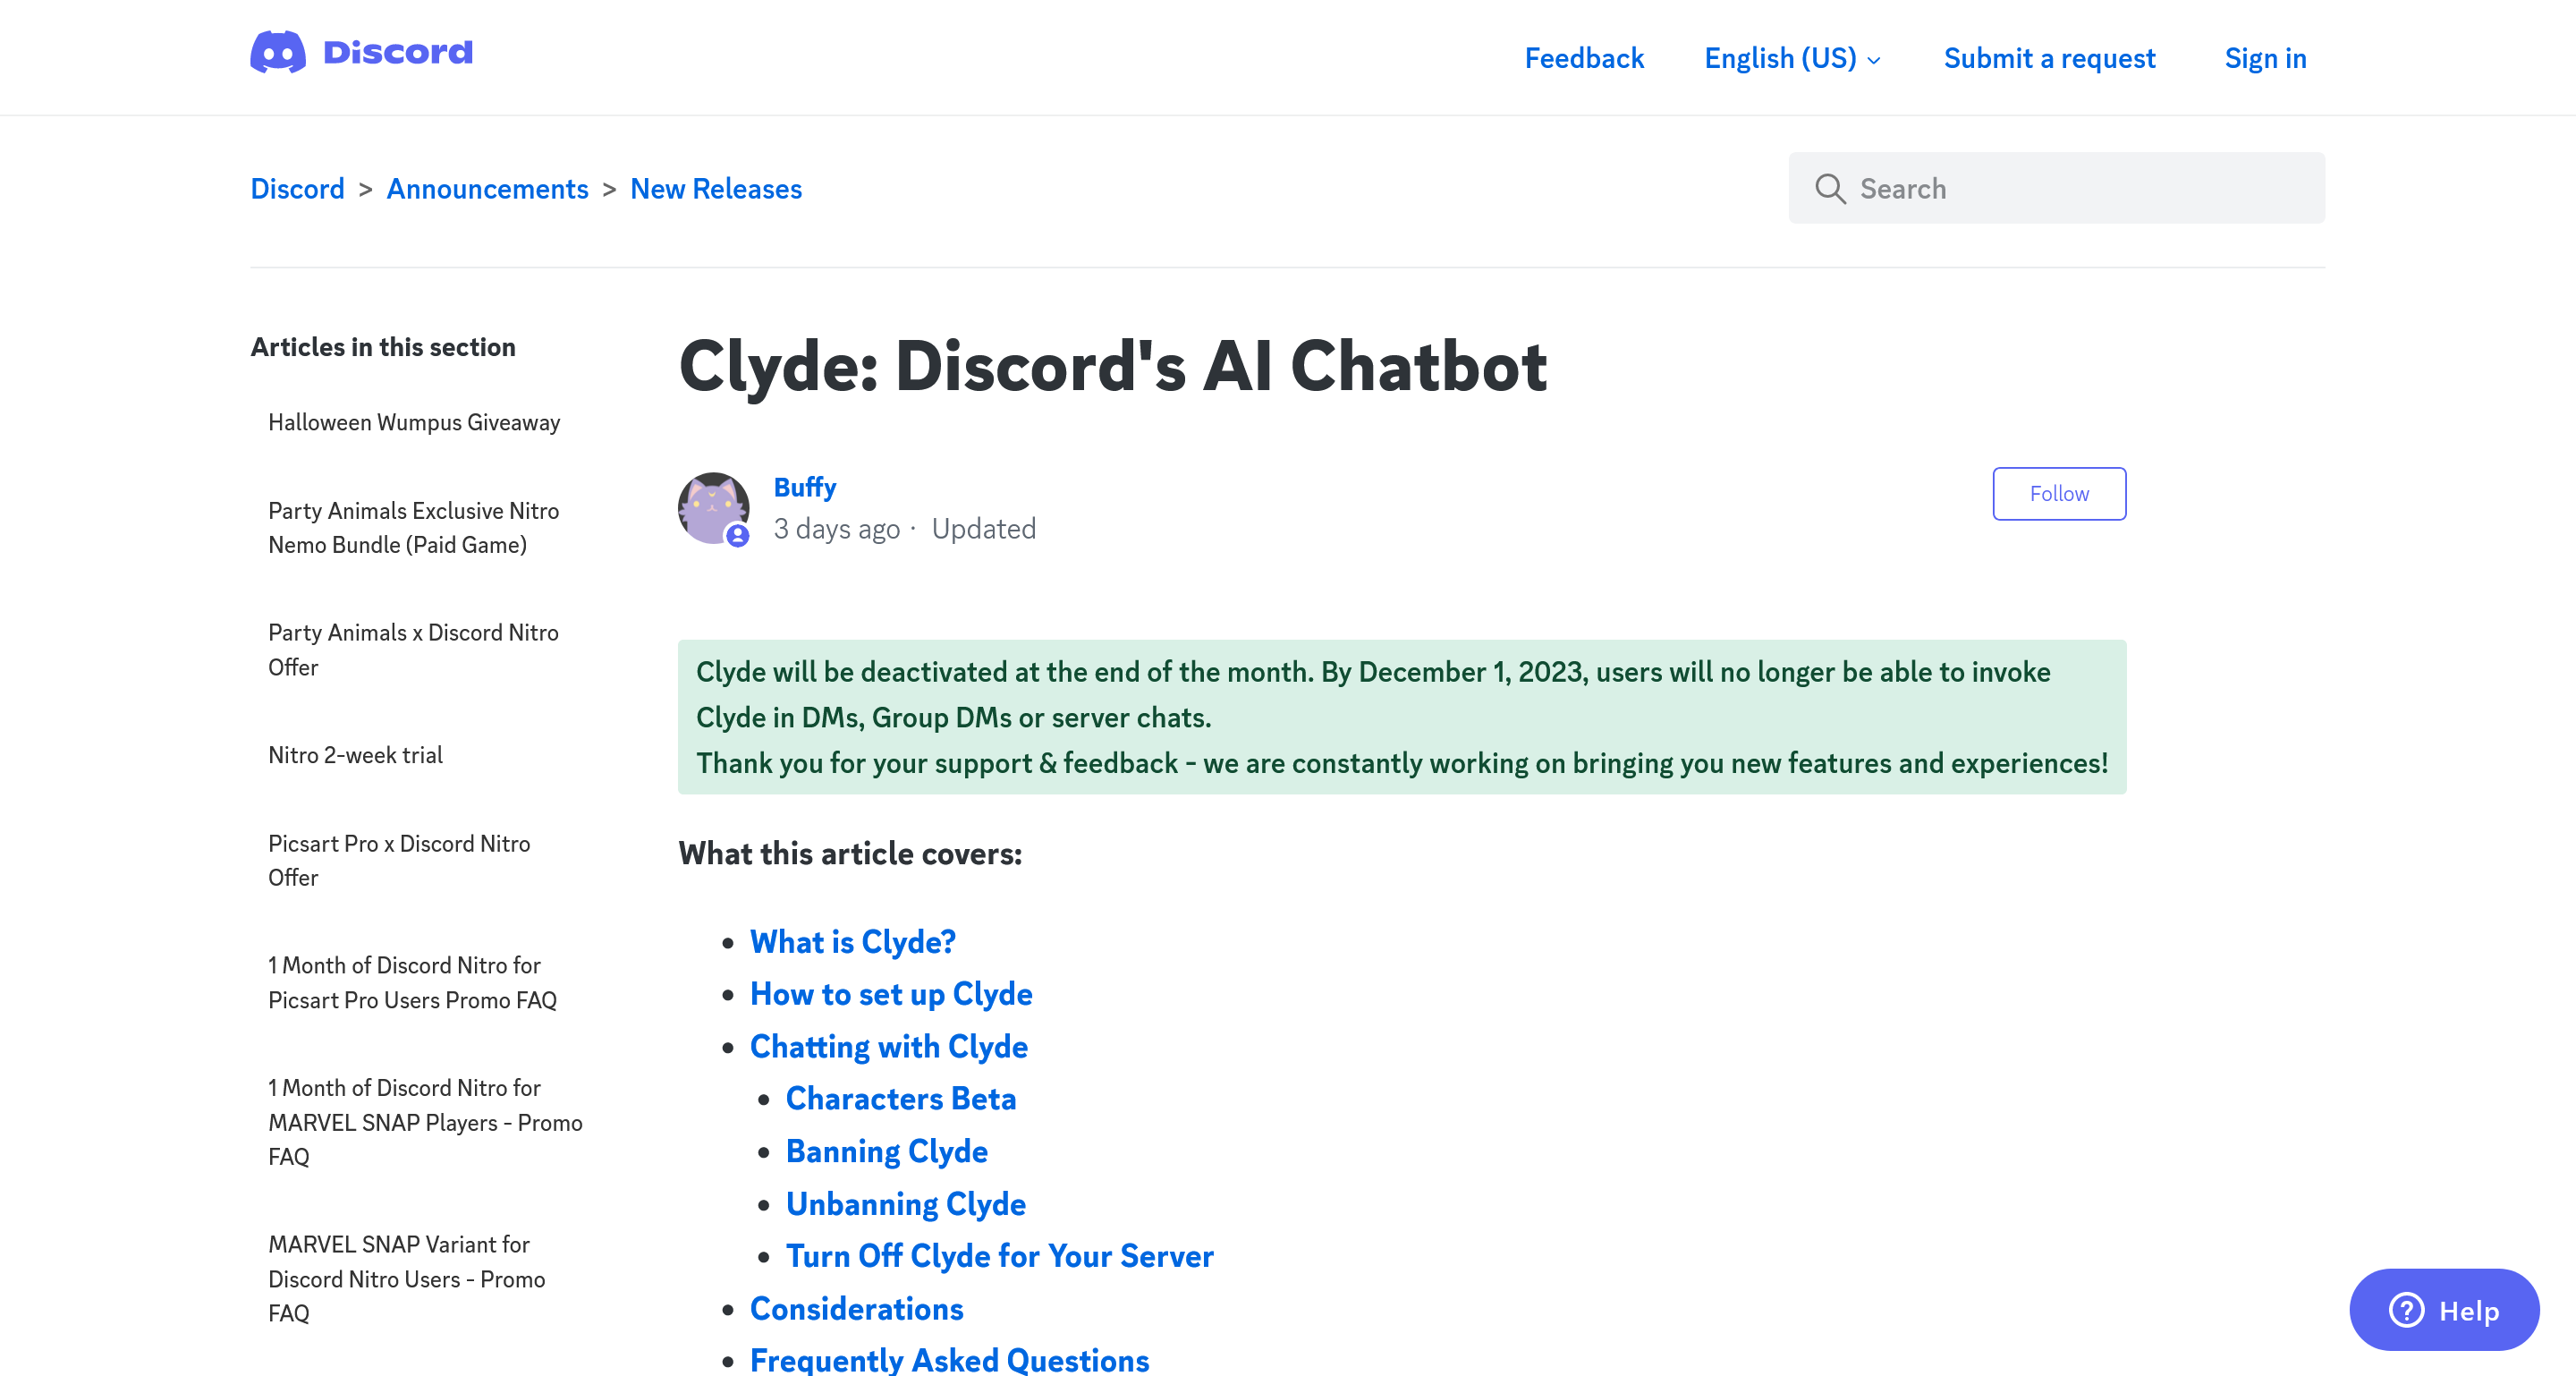 Discord
Feedback
English (US)
Submit a request
Sign in
Discord > Announcements > New Releases
Search
Articles in this section
Halloween Wumpus Giveaway
Party Animals Exclusive Nitro
Nemo Bundle (Paid Game)
Party Animals x Discord Nitro
Offer
Nitro 2-week trial
Picsart Pro x Discord Nitro
Offer
1 Month of Discord Nitro for
Picsart Pro Users Promo FAQ
1 Month of Discord Nitro for
MARVEL SNAP Players - Promo
FAQ
MARVEL SNAP Variant for
Discord Nitro Users - Promo
FAQ
Clyde: Discord's AI Chatbot
Buffy
3 days ago · Updated
Follow
Clyde will be deactivated at the end of the month. By December 1, 2023, users will no longer be able to invoke
Clyde in DMs, Group DMs or server chats.
Thank you for your support & feedback - we are constantly working on bringing you new features and experiences!
What this article covers:
• What is Clyde?
• How to set up Clyde
• Chatting with Clyde
• Characters Beta
• Banning Clyde
• Unbanning Clyde
• Turn Off Clyde for Your Server
• Considerations
• Frequently Asked Questions
Help